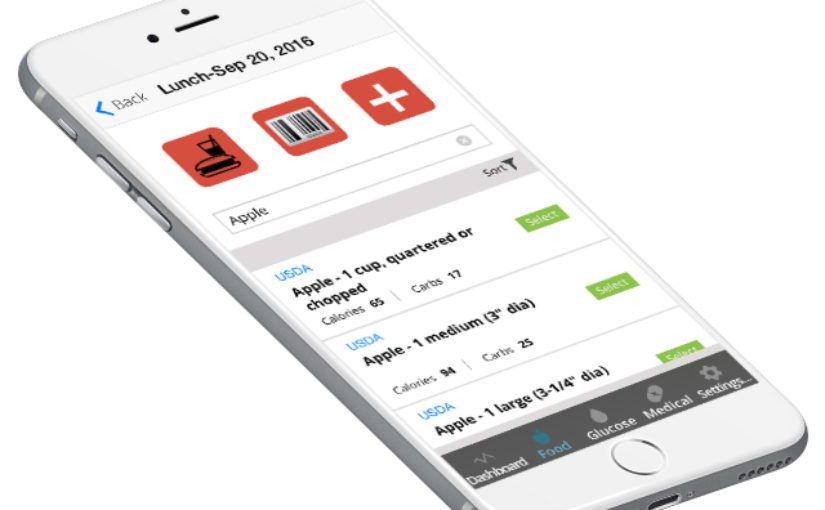 Back Lunch-Sep 20, 2016
Apple
Sort
USDA
Apple - 1 cup, quartered or
chopped
Calories 65 | Carbs 17
Select
USDA
Apple - 1 medium (3" dia)
Calories 94 | Carbs 25
Select
USDA
Apple - 1 large (3-1/4" dia)
Select
Dashboard Food Glucose Medical Settings...